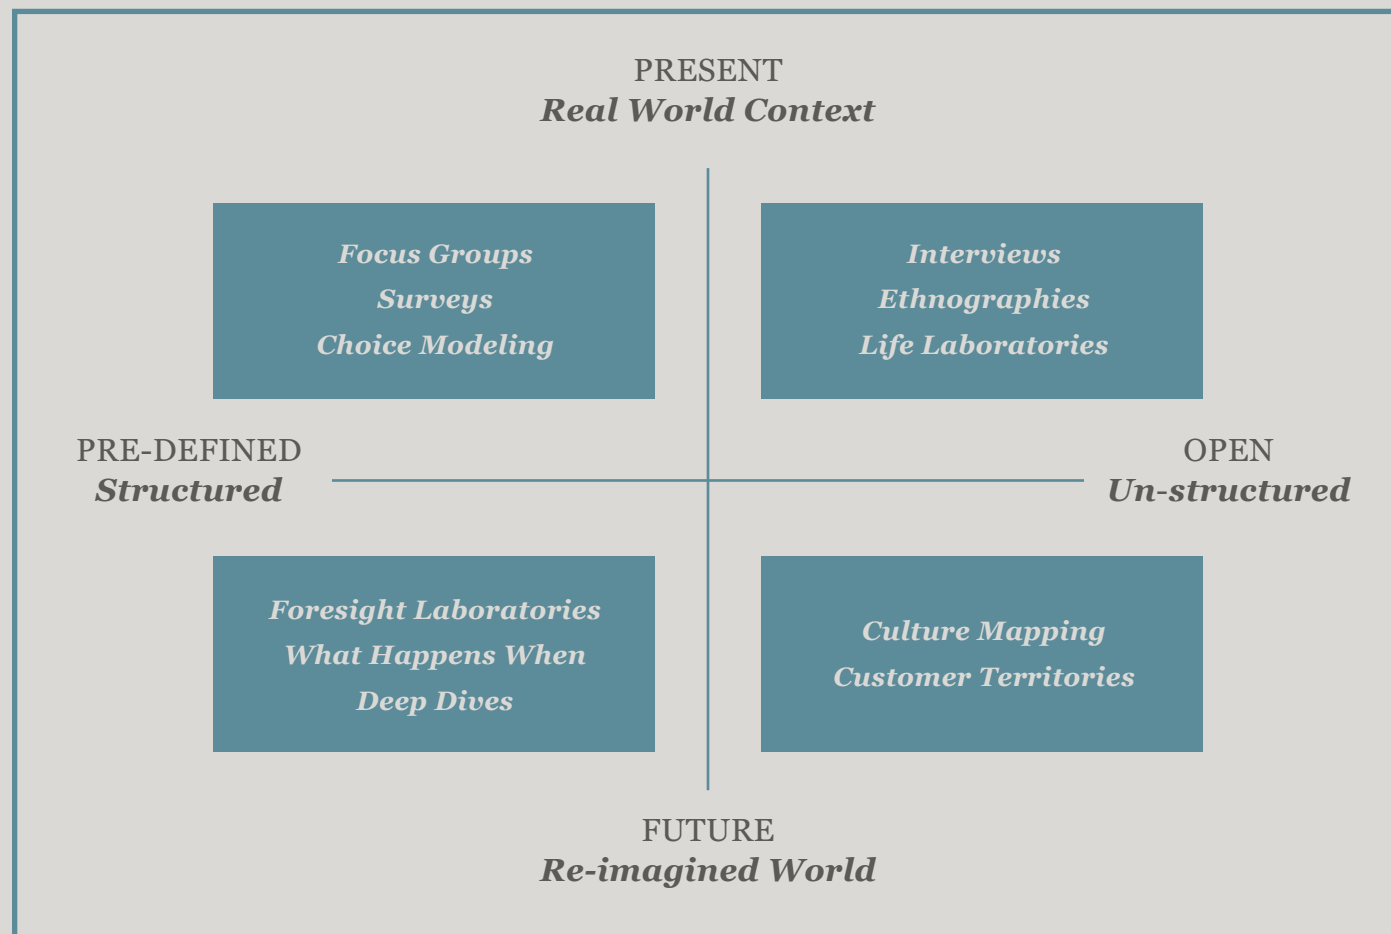 PRESENT
Real World Context
Focus Groups
Surveys
Choice Modeling
Interviews
Ethnographies
Life Laboratories
PRE-DEFINED
Structured
OPEN
Un-structured
Foresight Laboratories
What Happens When
Deep Dives
Culture Mapping
Customer Territories
FUTURE
Re-imagined World